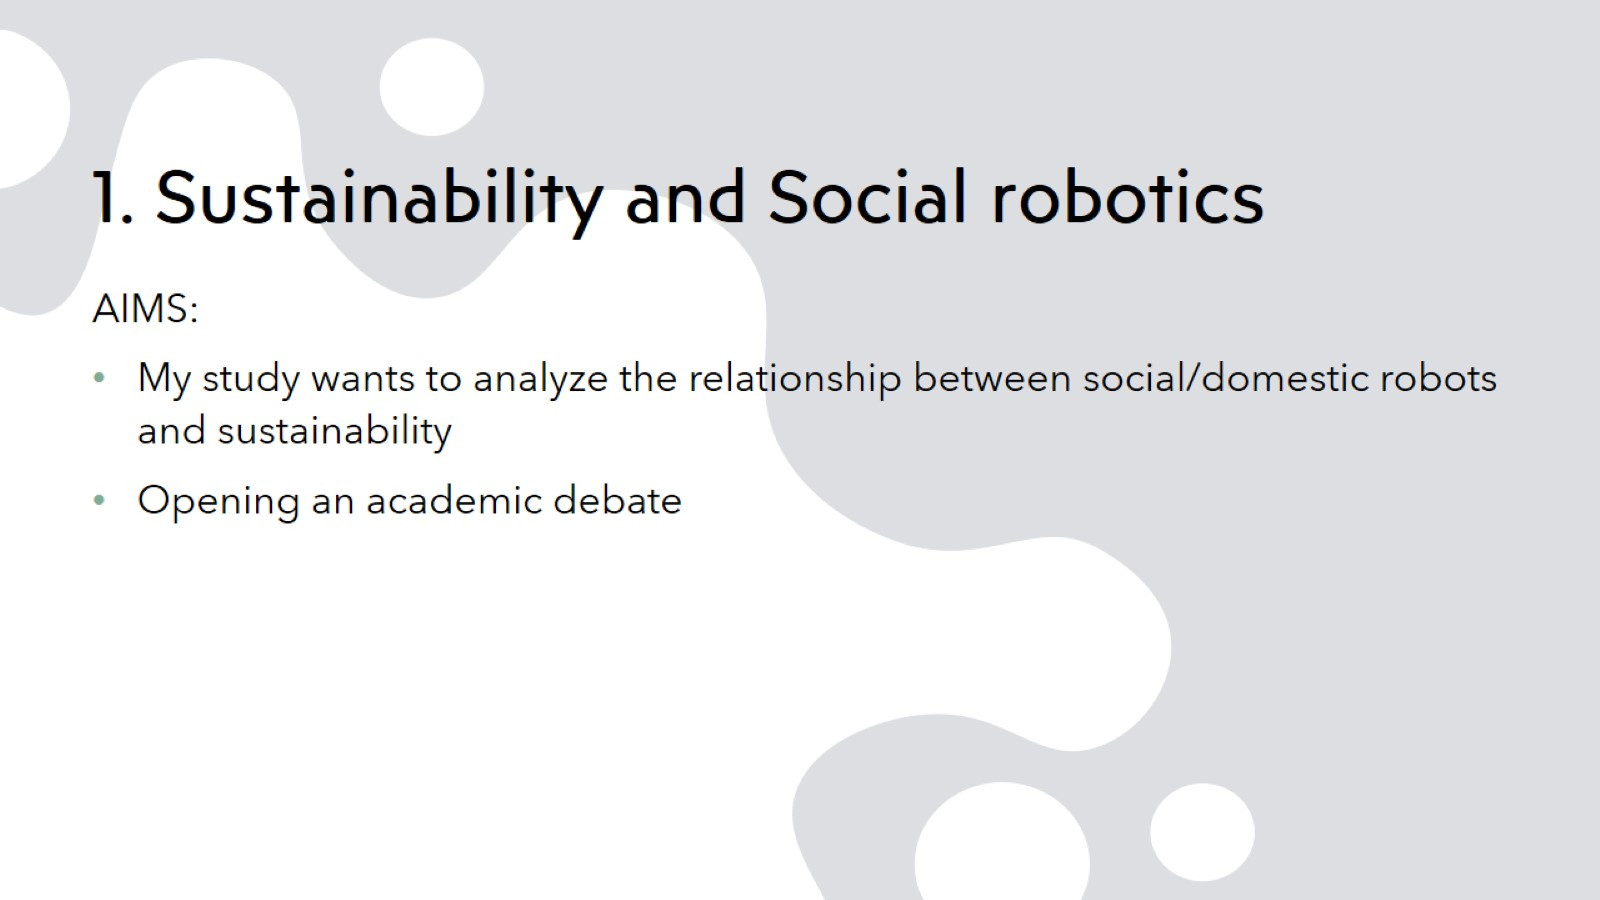 1. Sustainability and Social robotics
AIMS:
• My study wants to analyze the relationship between social/domestic robots
and sustainability
• Opening an academic debate